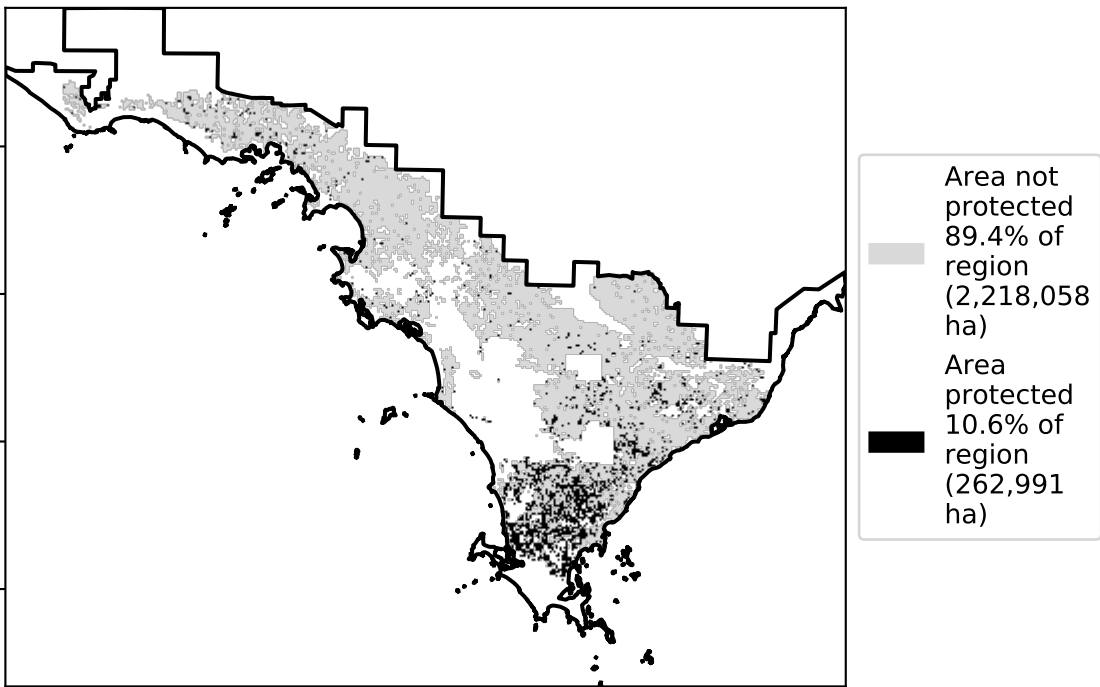 Area not
protected
89.4% of
region
(2,218,058
ha)
Area
protected
10.6% of
region
(262,991
ha)